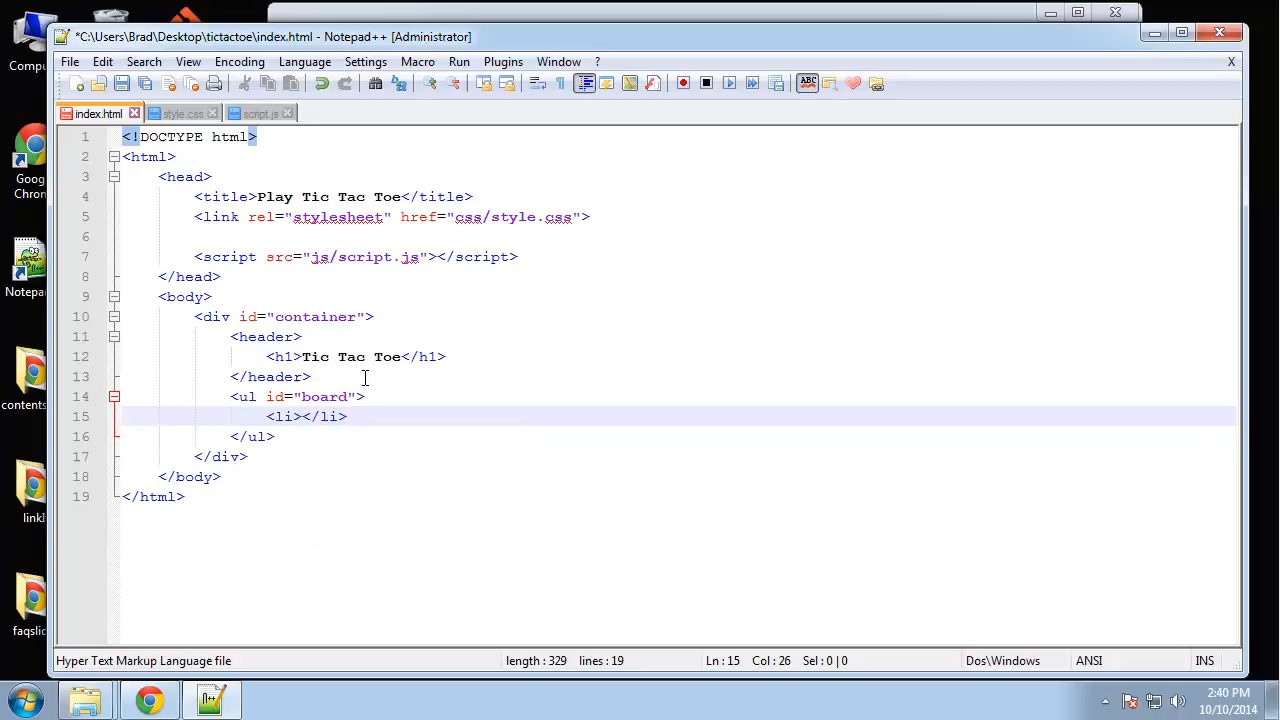 Compu
Goog
Chron
Notepa
contents
linkI
faqslic
*C:\Users\Brad\Desktop\tictactoe\index.html - Notepad++ [Administrator]
File Edit Search View Encoding Language Settings Macro Run Plugins Window ? X
index.html style.css script.js
1 <!DOCTYPE html>
2 <html>
3 <head>
4 <title>Play Tic Tac Toe</title>
5 <link rel="stylesheet" href="css/style.css">
6
7 <script src="js/script.js"></script>
8 </head>
9 <body>
10 <div id="container">
11 <header>
12 <h1>Tic Tac Toe</h1>
13 </header>
14 <ul id="board">
15 <li></li>
16 </ul>
17 </div>
18 </body>
19 </html>
Hyper Text Markup Language file length : 329 lines : 19 Ln : 15 Col : 26 Sel : 0 | 0 Dos\Windows ANSI INS
2:40 PM
10/10/2014